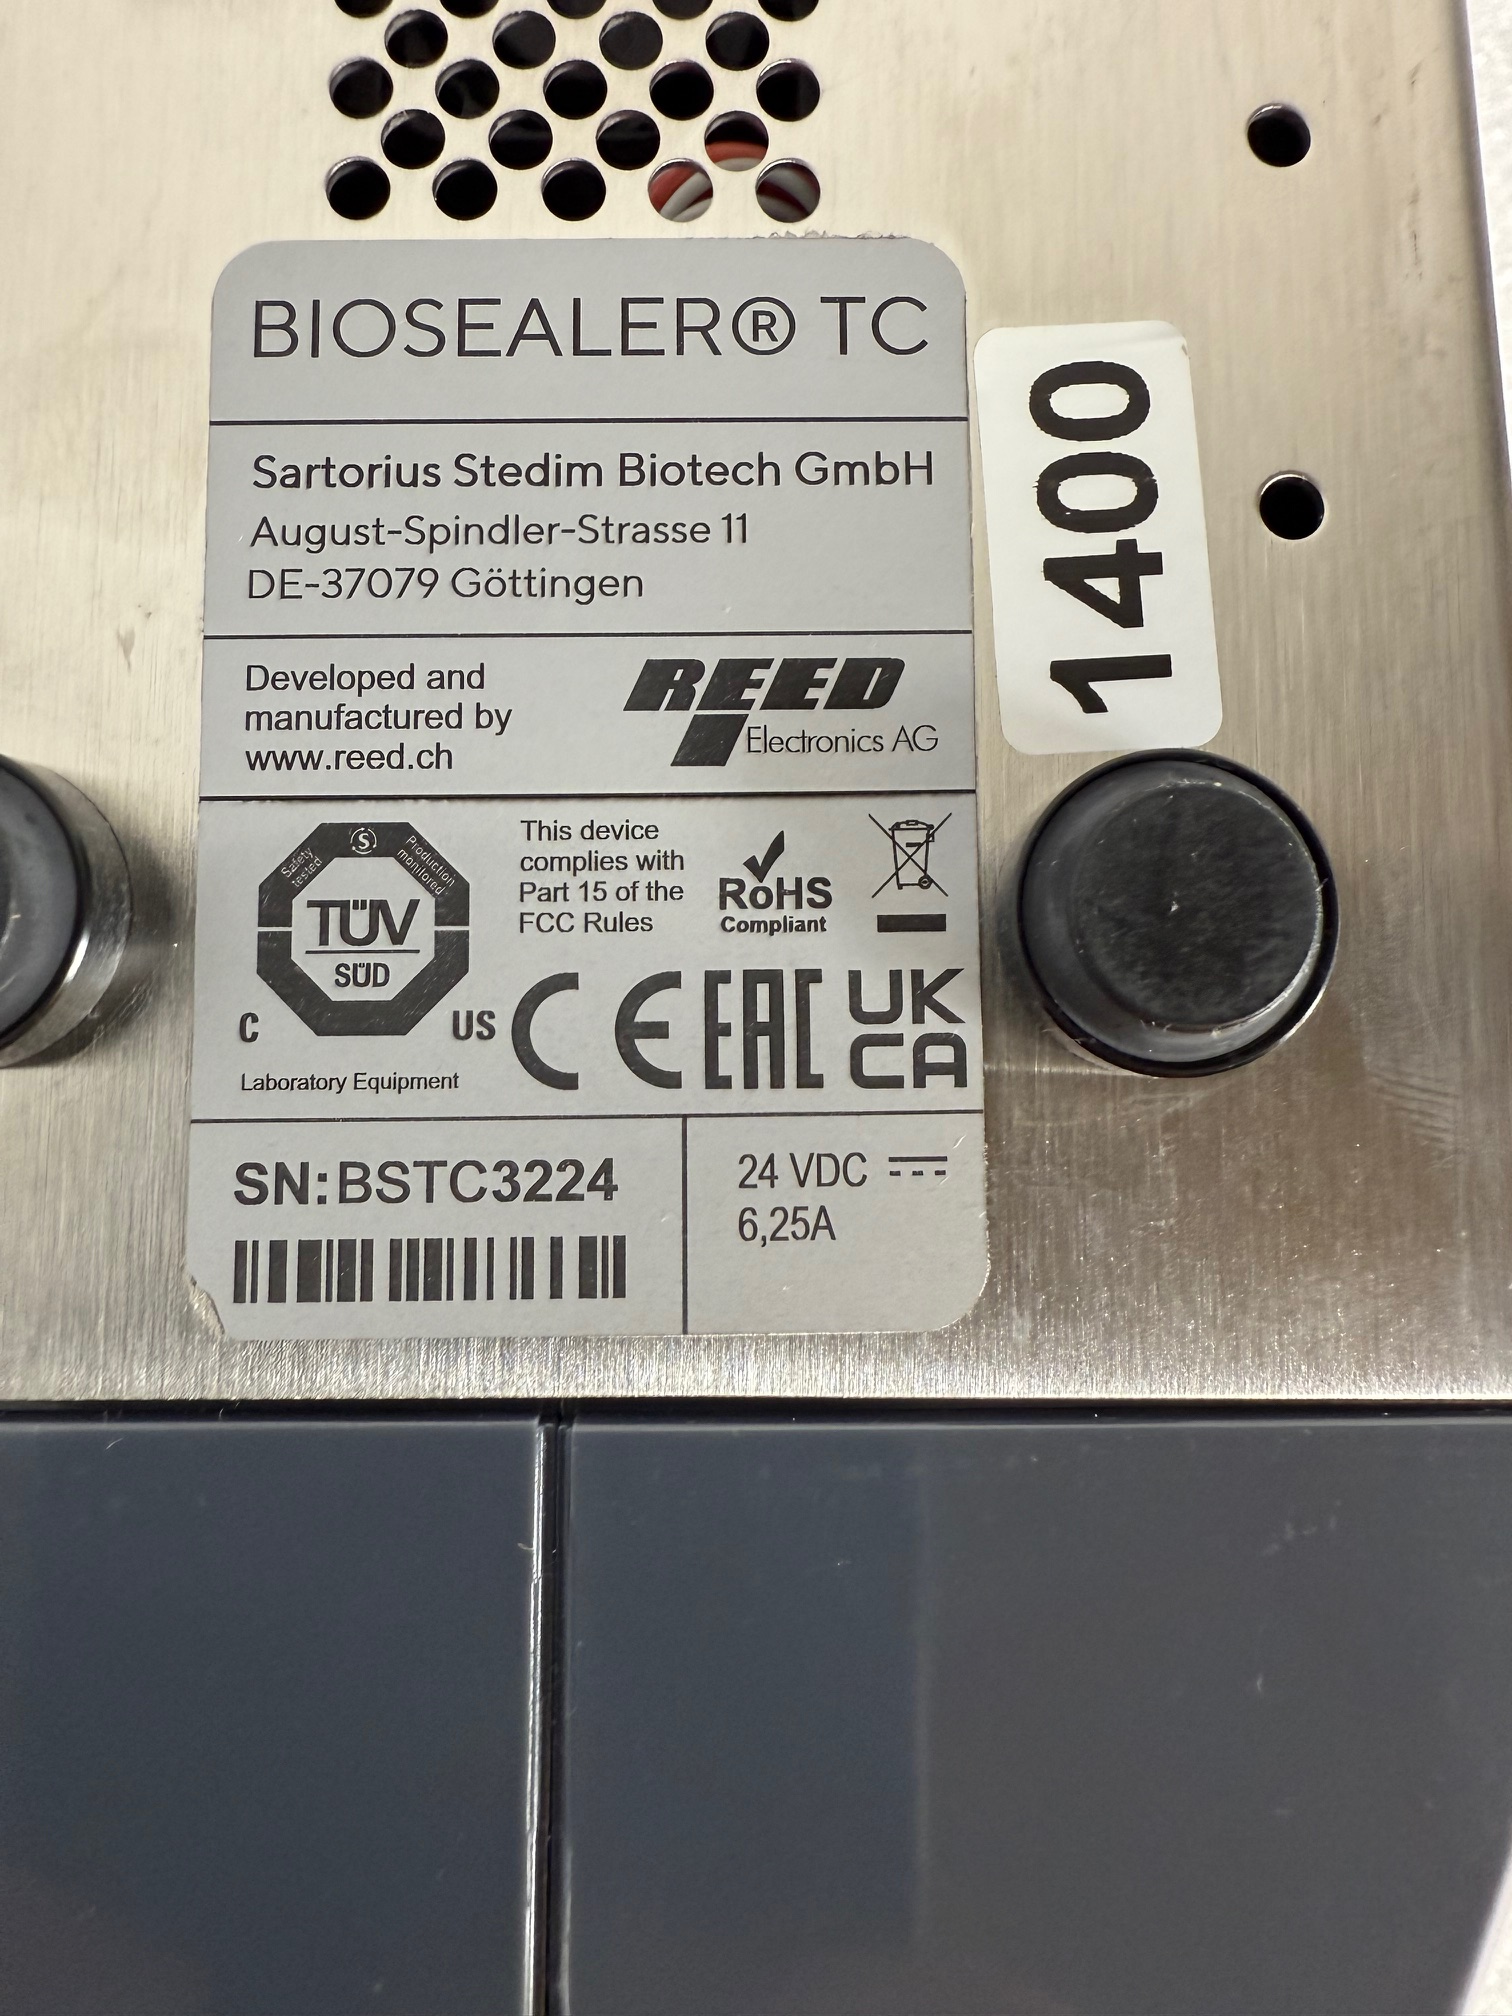 BIOSEALER® TC
Sartorius Stedim Biotech GmbH
August-Spindler-Strasse 11
DE-37079 Göttingen
Developed and
manufactured by
www.reed.ch
REED
Electronics AG
Safety
tested
S
Production
monitored
TÜV
SÜD
C
US
Laboratory Equipment
This device
complies with
Part 15 of the
FCC Rules
RoHS
Compliant
CE
EAC
UK
CA
SN:BSTC3224
24 VDC
6,25A
1400